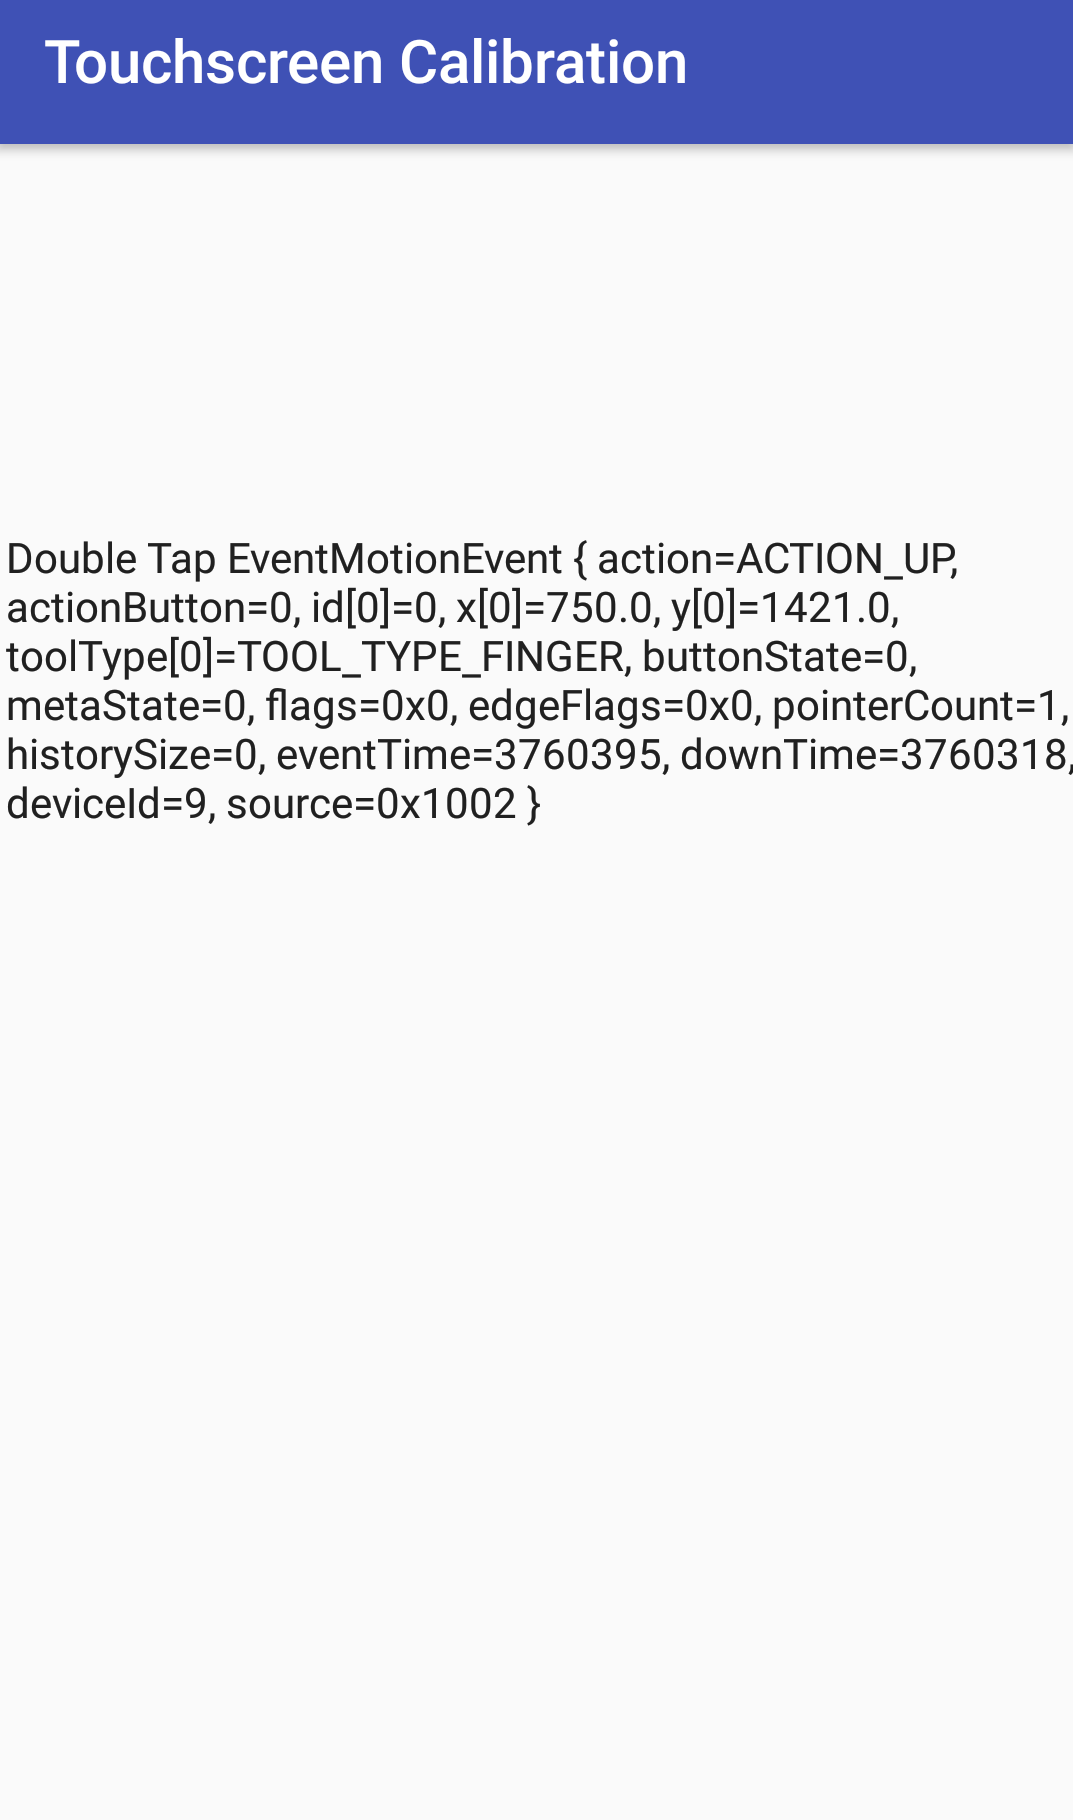 Touchscreen Calibration
Double Tap EventMotionEvent { action=ACTION_UP,
actionButton=0, id[0]=0, x[0]=750.0, y[0]=1421.0,
toolType[0]=TOOL_TYPE_FINGER, buttonState=0,
metaState=0, flags=0x0, edgeFlags=0x0, pointerCount=1,
historySize=0, eventTime=3760395, downTime=3760318,
deviceId=9, source=0x1002 }